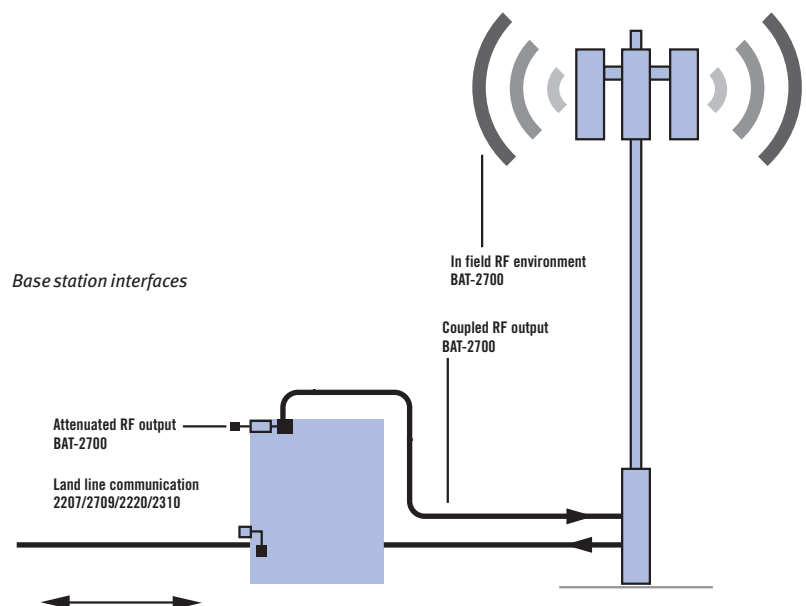 In field RF environment
BAT-2700
Base station interfaces
Coupled RF output
BAT-2700
Attenuated RF output
BAT-2700
Land line communication
2207/2709/2220/2310